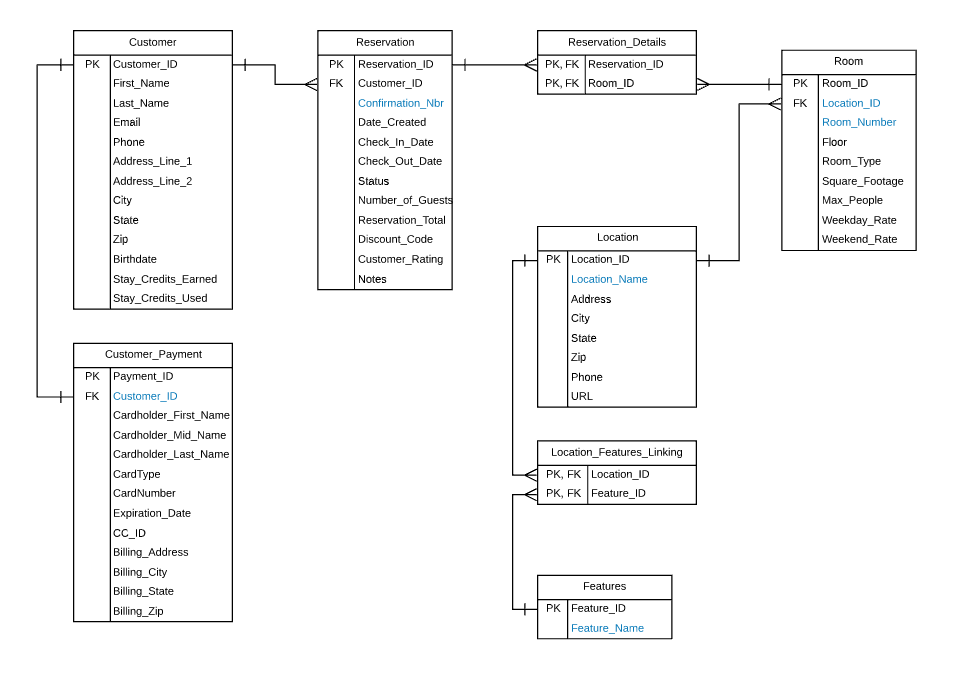 Customer
PK Customer_ID
First_Name
Last_Name
Email
Phone
Address_Line_1
Address_Line_2
City
State
Zip
Birthdate
Stay_Credits_Earned
Stay_Credits_Used
Customer_Payment
PK Payment_ID
FK Customer_ID
Cardholder_First_Name
Cardholder_Mid_Name
Cardholder_Last_Name
CardType
CardNumber
Expiration_Date
CC_ID
Billing_Address
Billing_City
Billing_State
Billing_Zip
Reservation
PK Reservation_ID
FK Customer_ID
Confirmation_Nbr
Date_Created
Check_In_Date
Check_Out_Date
Status
Number_of_Guests
Reservation_Total
Discount_Code
Customer_Rating
Notes
Reservation_Details
PK, FK Reservation_ID
PK, FK Room_ID
Room
PK Room_ID
FK Location_ID
Room_Number
Floor
Room_Type
Square_Footage
Max_People
Weekday_Rate
Weekend_Rate
Location
PK Location_ID
Location_Name
Address
City
State
Zip
Phone
URL
Location_Features_Linking
PK, FK Location_ID
PK, FK Feature_ID
Features
PK Feature_ID
Feature_Name